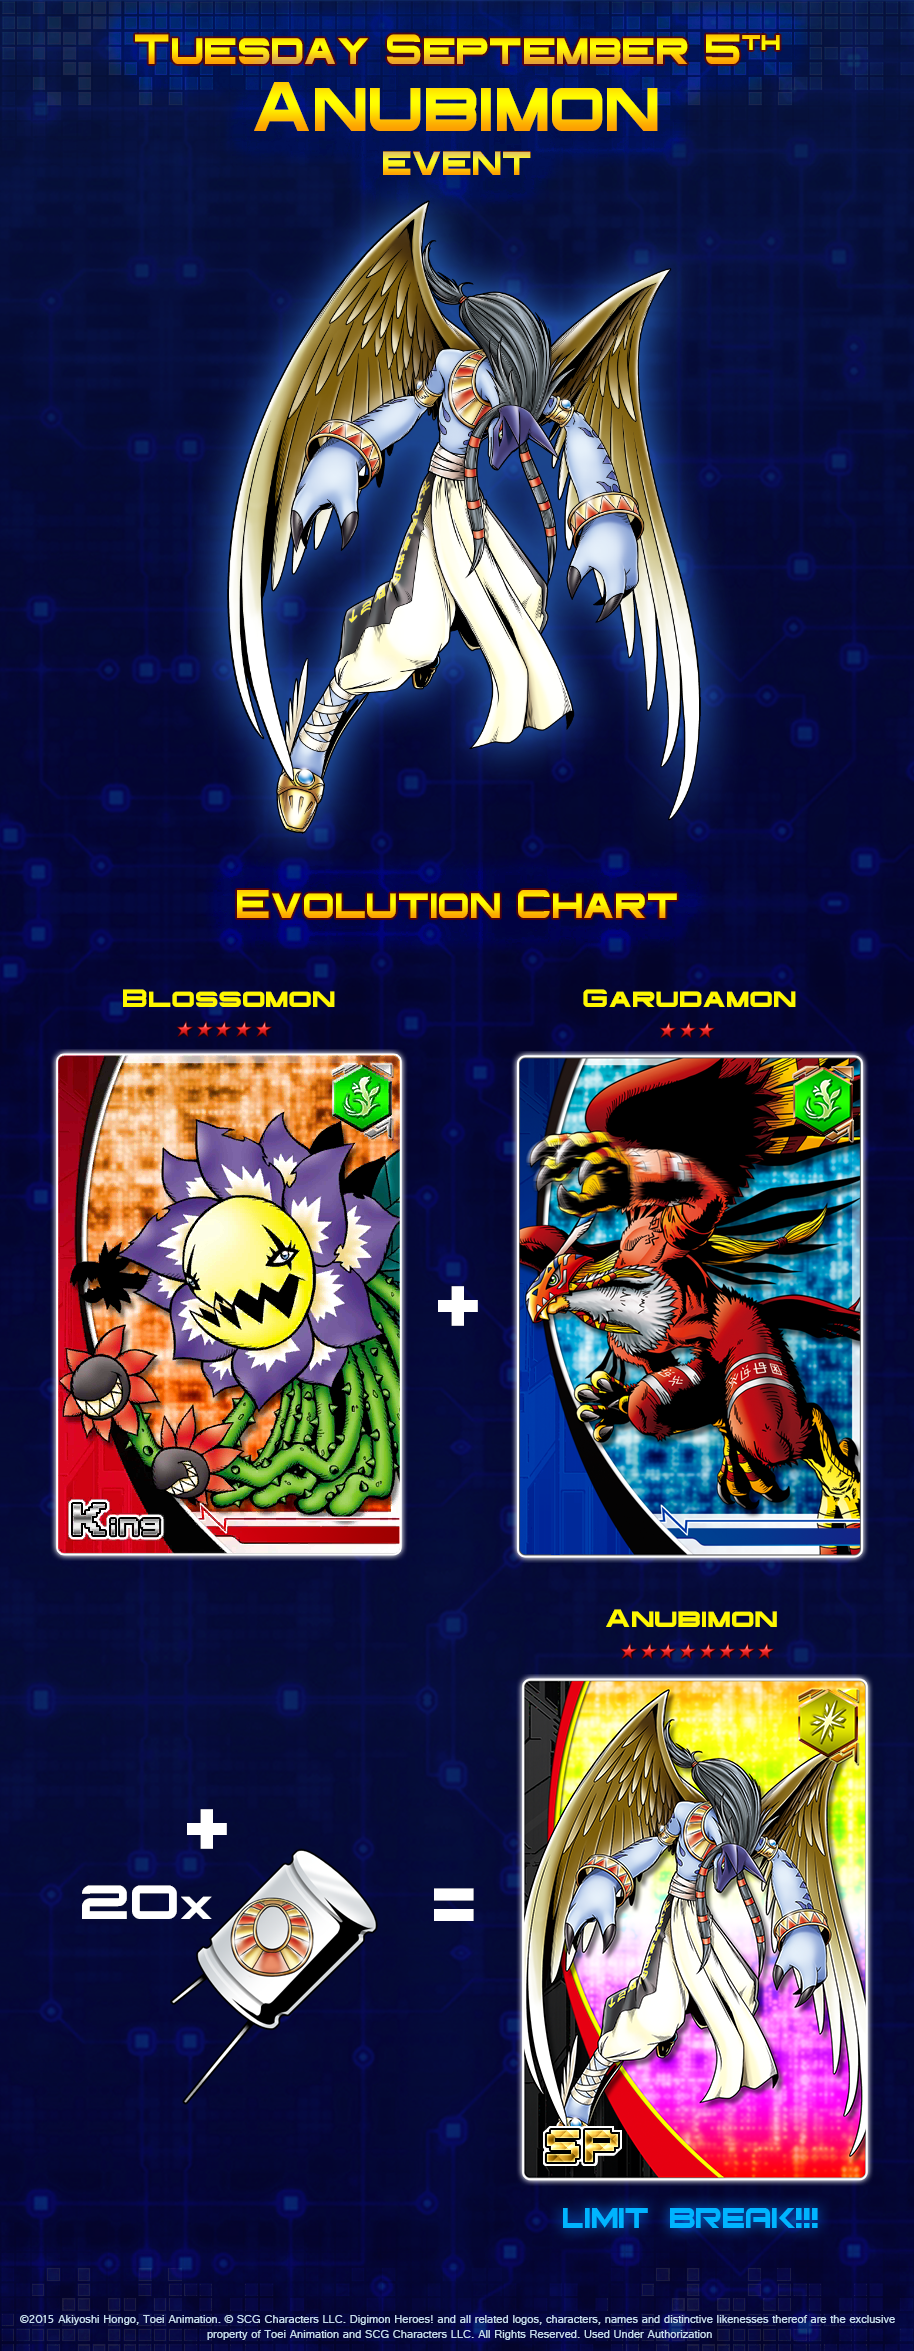 Tuesday September 5th
Anubimon
Event
Evolution Chart
Blossomon
Garudamon
King
Anubimon
+
+
20x
=
SP
LIMIT BREAK!!!
©2015 Akiyoshi Hongo, Toei Animation. © SCG Characters LLC. Digimon Heroes! and all related logos, characters, names and distinctive likenesses thereof are the exclusive
property of Toei Animation and SCG Characters LLC. All Rights Reserved. Used Under Authorization